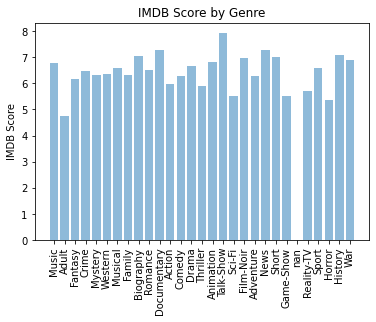 IMDB Score by Genre
IMDB Score
8
7
6
5
4
3
2
1
0
Music
Adult
Fantasy
Crime
Mystery
Western
Musical
Family
Biography
Romance
Documentary
Action
Comedy
Drama
Thriller
Animation
Talk-Show
Sci-Fi
Film-Noir
Adventure
News
Short
Game-Show
nan
Reality-TV
Sport
Horror
History
War